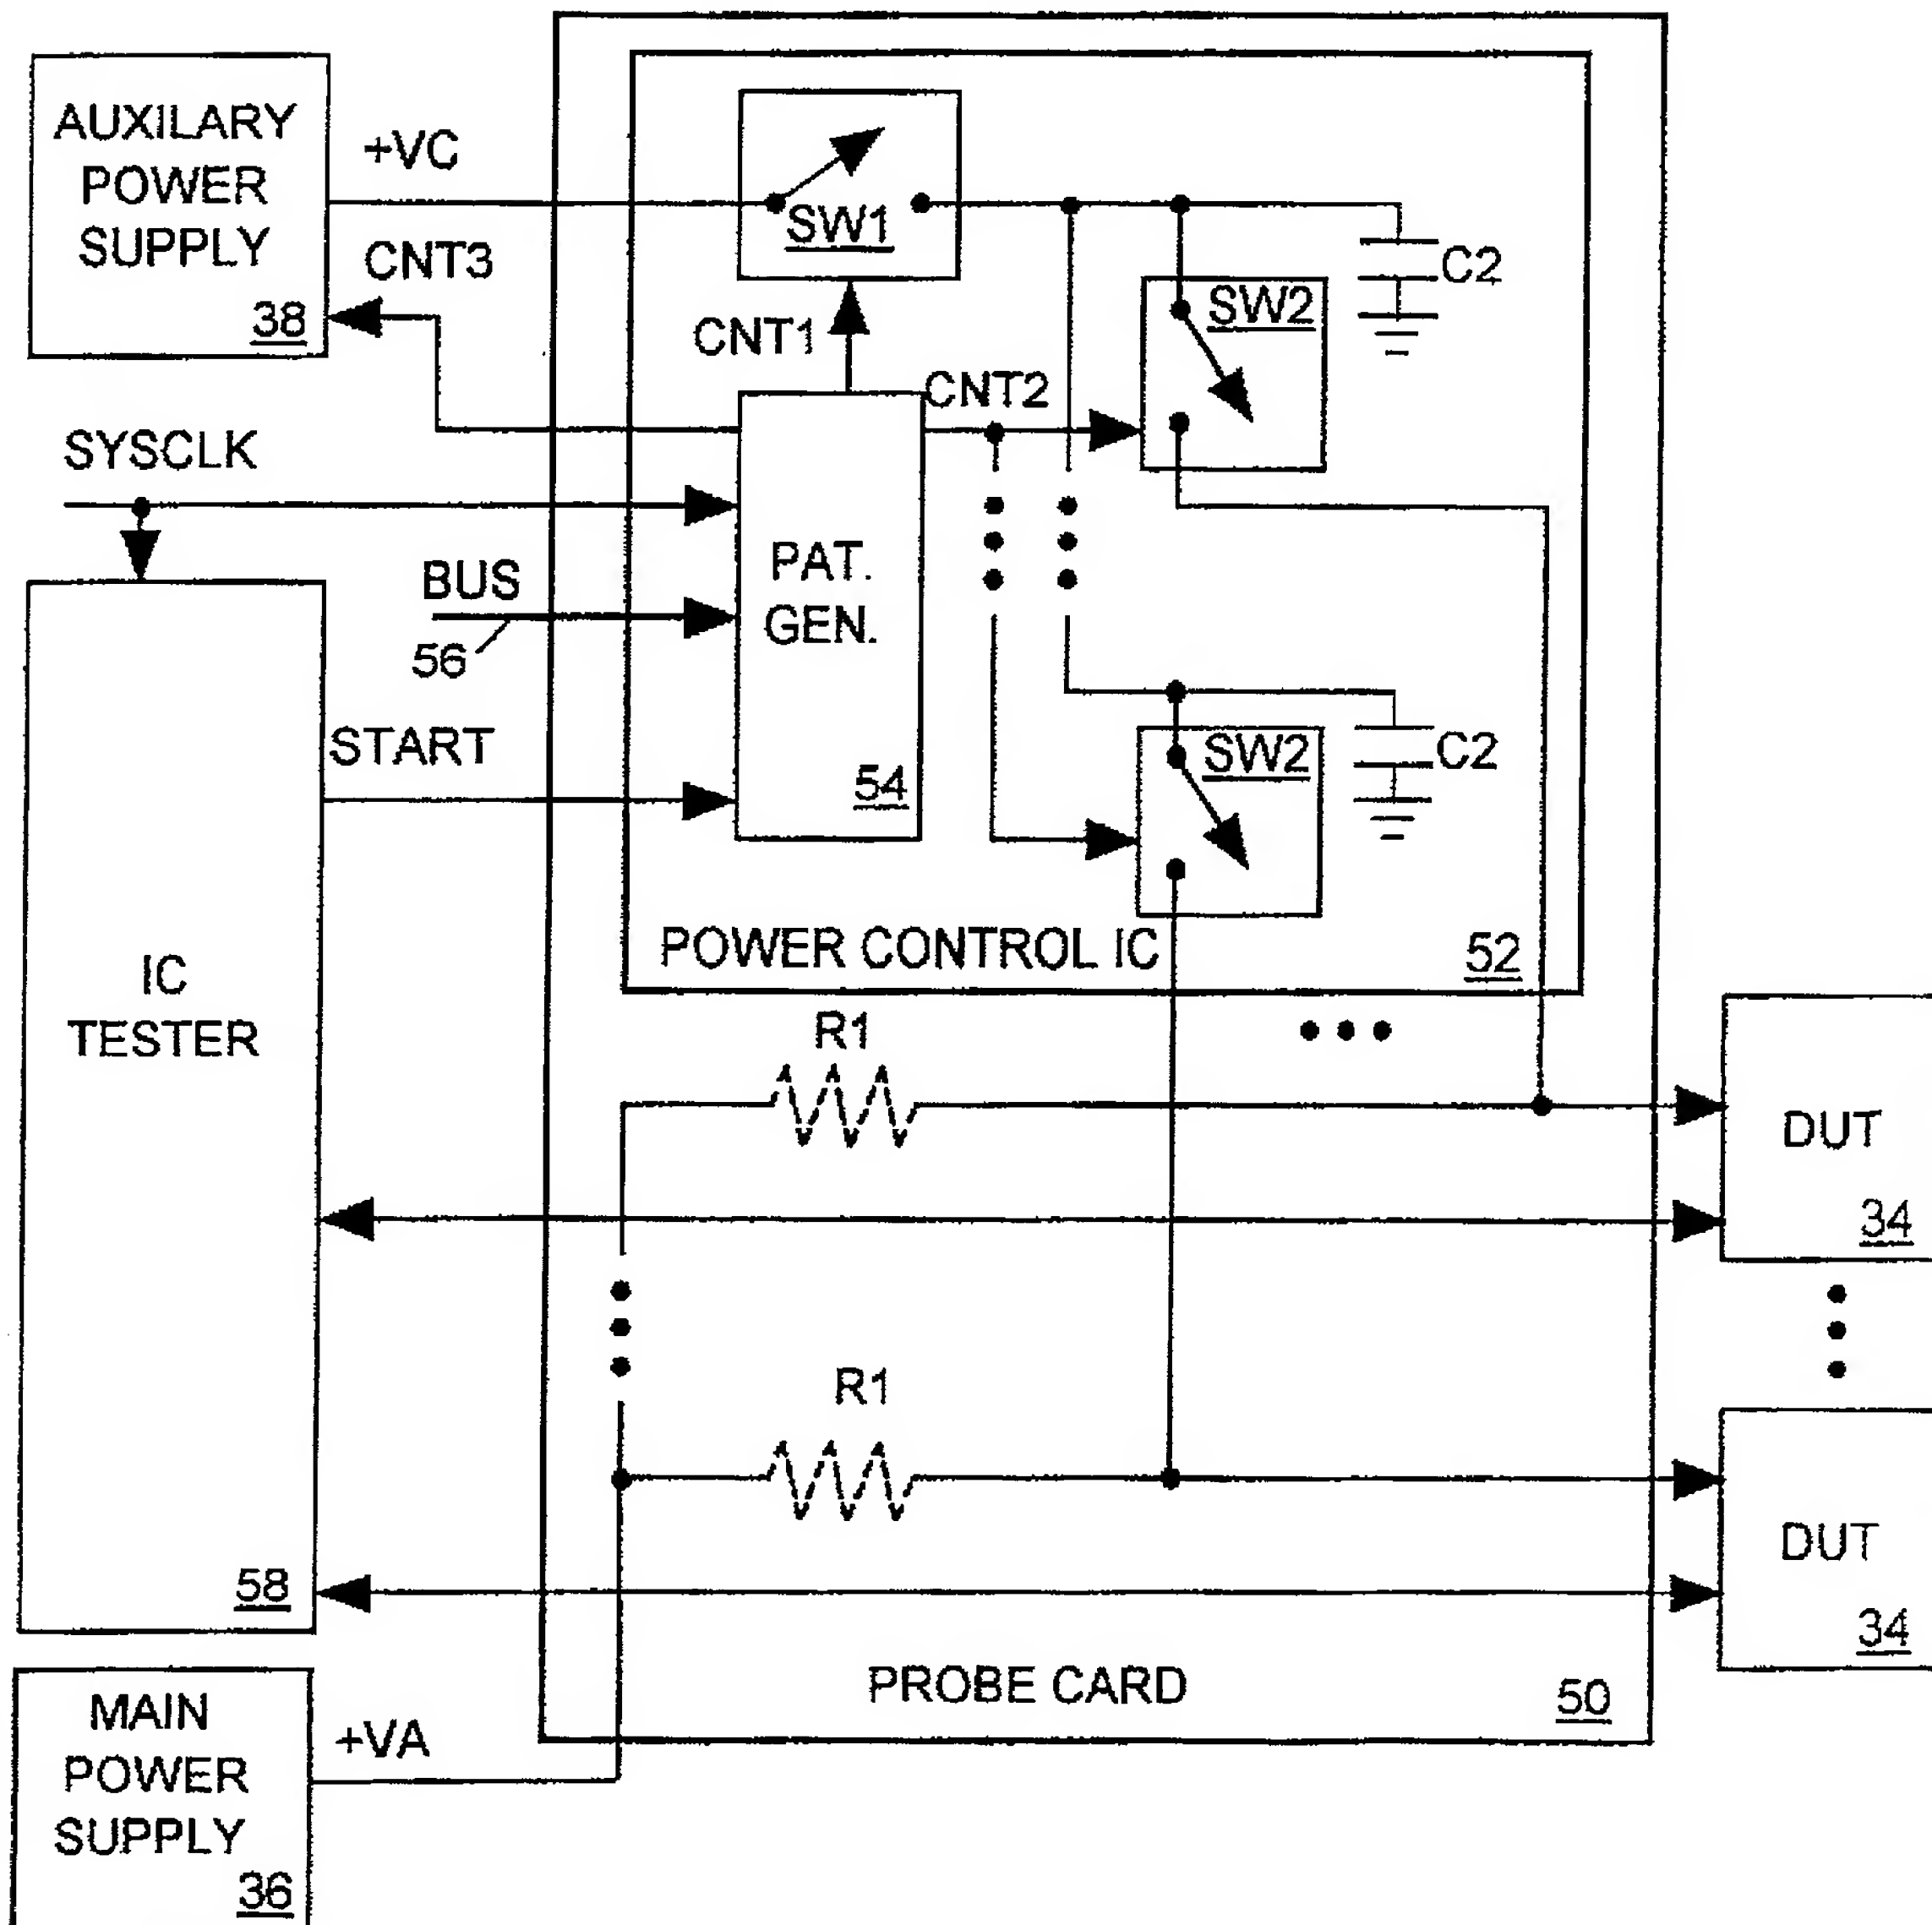 AUXILARY
POWER
SUPPLY
38
+VC
CNT3
SW1
CNT1
CNT2
SW2
C2
SYSCLK
BUS
56
START
PAT.
GEN.
54
SW2
C2
POWER CONTROL IC
52
IC
TESTER
58
R1
DUT
34
R1
DUT
34
PROBE CARD
50
MAIN
POWER
SUPPLY
36
+VA